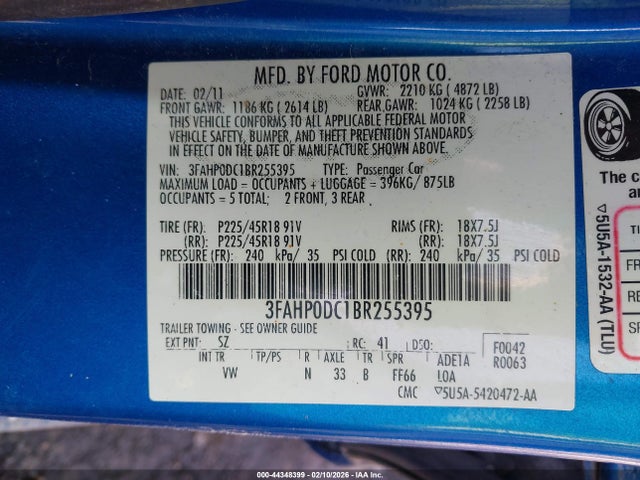 MFD. BY FORD MOTOR CO.
DATE: 02/11 GVWR: 2210 KG ( 4872 LB)
FRONT GAWR: 1186 KG ( 2614 LB) REAR GAWR: 1024 KG ( 2258 LB)
THIS VEHICLE CONFORMS TO ALL APPLICABLE FEDERAL MOTOR
VEHICLE SAFETY, BUMPER, AND THEFT PREVENTION STANDARDS
IN EFFECT ON THE DATE OF MANUFACTURE SHOWN ABOVE.
VIN: 3FAHP0DC1BR255395 TYPE: Passenger Car
MAXIMUM LOAD = OCCUPANTS + LUGGAGE = 396KG/ 875LB
OCCUPANTS = 5 TOTAL; 2 FRONT, 3 REAR
TIRE (FR): P225/45R18 91V RIMS (FR): 18X7.5J
(RR): P225/45R18 91V (RR): 18X7.5J
PRESSURE (FR): 240 kPa/ 35 PSI COLD (RR): 240 kPa/ 35 PSI COLD
3FAHP0DC1BR255395
TRAILER TOWING - SEE OWNER GUIDE
EXT PNT: SZ RC: 41 DSO: F0042
INT TR TP/PS R AXLE TR SPR ADE1A R0063
VW N 33 B FF66 LOA
CMC ▽5U5A-5420472-AA
The c
an
▽5U5A-1532-AA (TLU)
TI
FR
RE
SP
000-44348399 - 02/10/2026 - IAA, Inc.